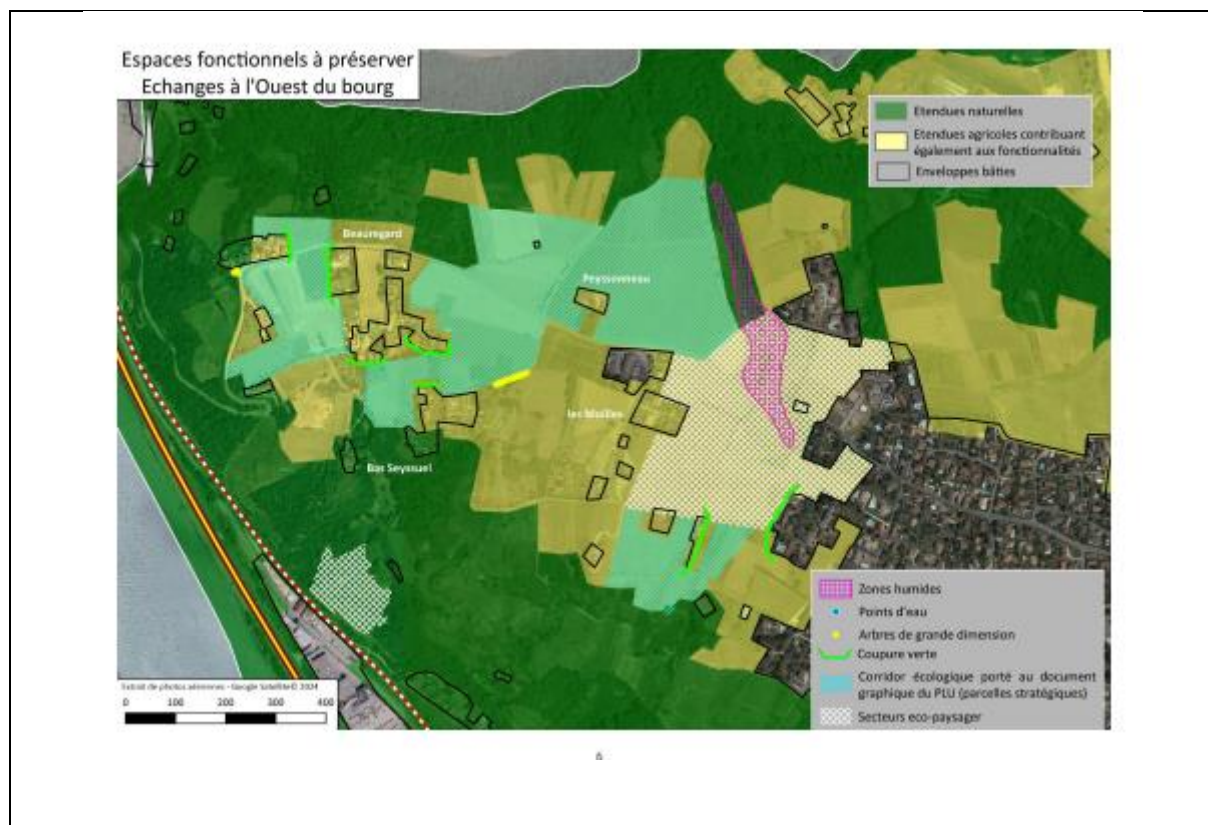 Espaces fonctionnels à préserver
Echanges à l'Ouest du bourg
Etendues naturelles
Etendues agricoles contribuant
également aux fonctionnalités
Enveloppes bâties
Beauregard
Peyssonneau
les Mailles
Bas Seyssuel
Zones humides
Points d'eau
Arbres de grande dimension
Coupure verte
Corridor écologique porté au document
graphique du PLU (parcelles stratégiques)
Secteurs eco-paysager
Extrait de photos aériennes - Google Satellite© 2024
0 100 200 300 400